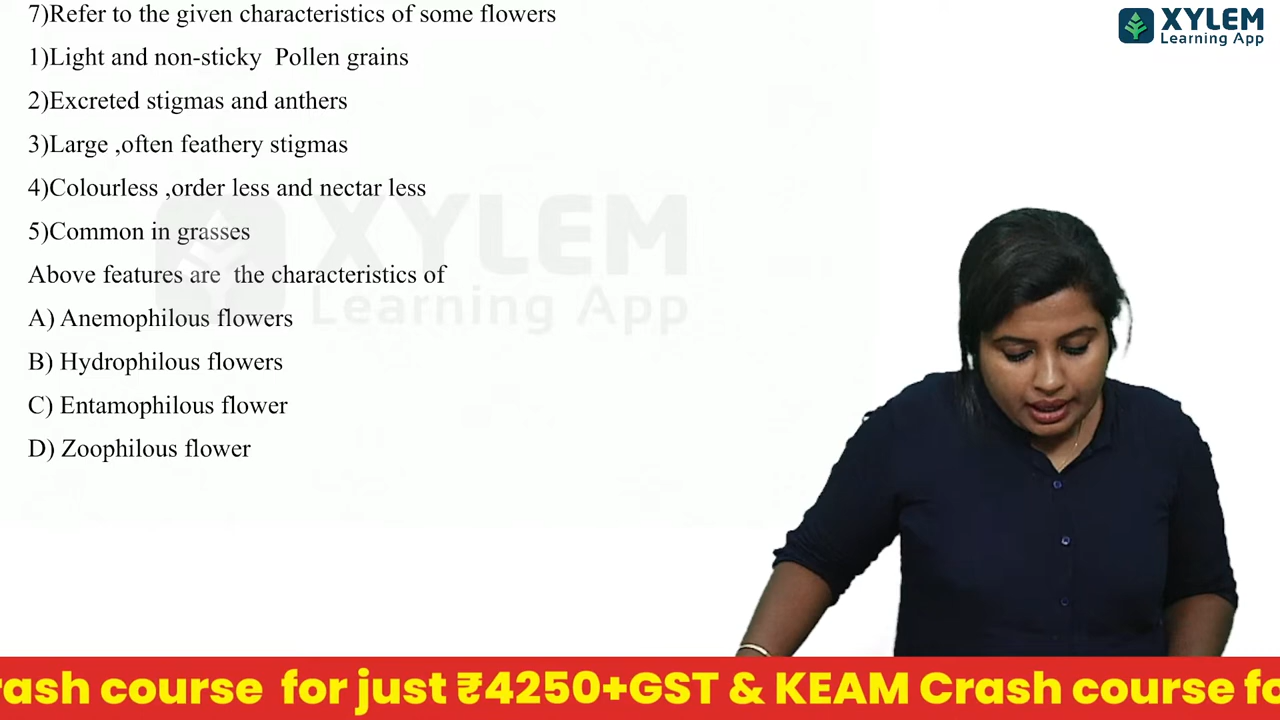 7)Refer to the given characteristics of some flowers
XYLEM
Learning App
1)Light and non-sticky Pollen grains
2)Excreted stigmas and anthers
3)Large ,often feathery stigmas
4)Colourless ,order less and nectar less
5)Common in grasses
Above features are the characteristics of
A) Anemophilous flowers
B) Hydrophilous flowers
C) Entamophilous flower
D) Zoophilous flower
XYLEM
Learning App
rash course for just ₹4250+GST & KEAM Crash course fo